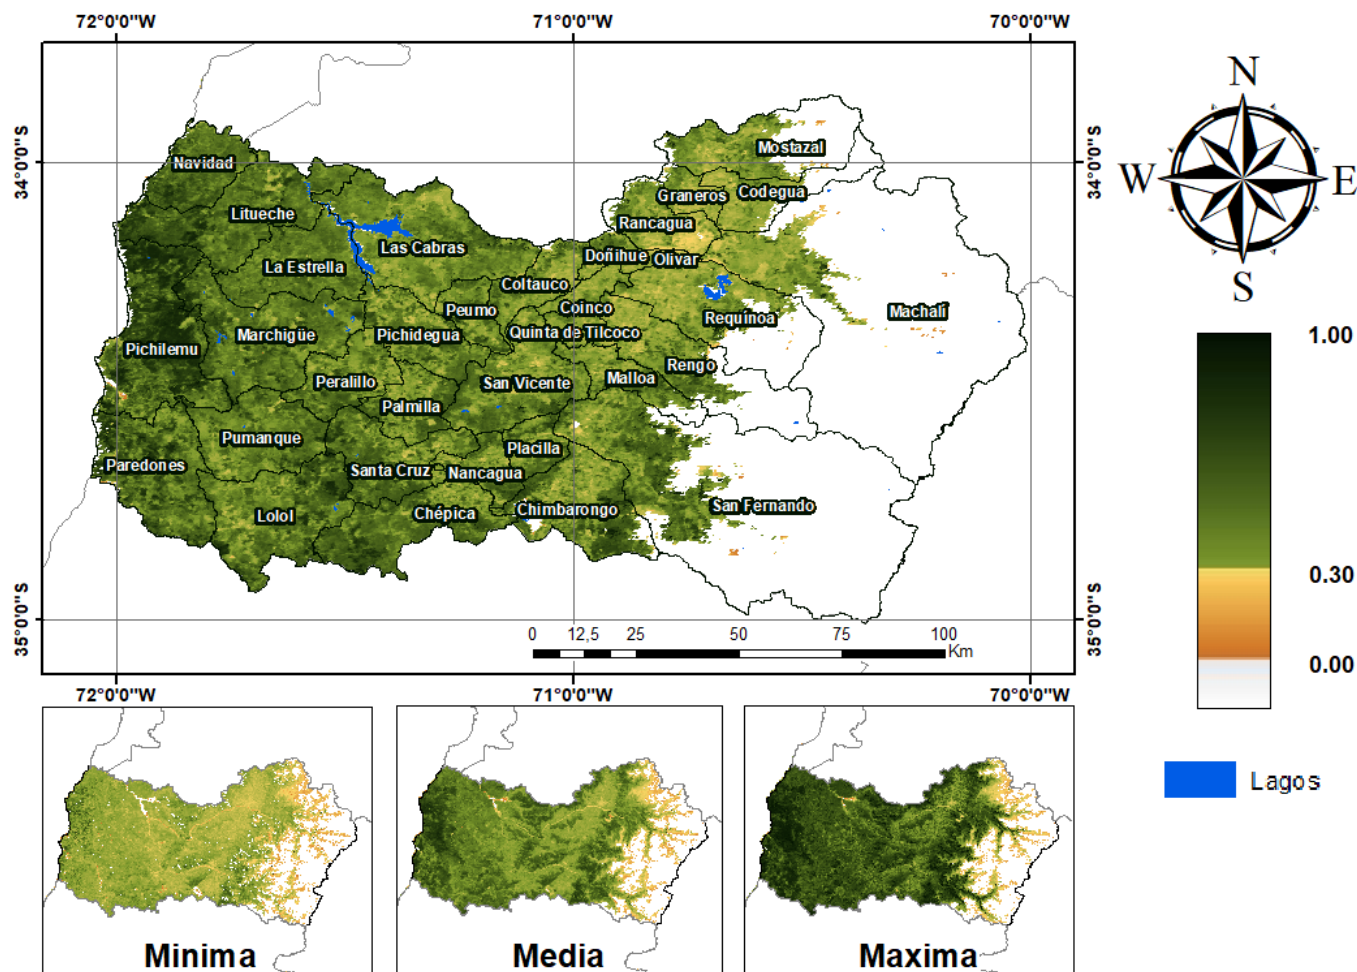 72°0'0"W
71°0'0"W
70°0'0"W
34°0'0"S
34°0'0"S
35°0'0"S
35°0'0"S
Navidad
Litueche
La Estrella
Las Cabras
Mostazal
Graneros
Codegua
Rancagua
Doñihue
Olivar
Coltauco
Peumo
Coinco
Requínoa
Machalí
Quinta de Tilcoco
Marchigüe
Pichidegua
Pichilemu
Rengo
Malloa
Peralillo
San Vicente
Palmilla
Pumanque
Placilla
Paredones
Santa Cruz
Nancagua
San Fernando
Lolol
Chépica
Chimbarongo
0 12,5 25 50 75 100
Km
72°0'0"W
71°0'0"W
70°0'0"W
N
W
E
S
1.00
0.30
0.00
Lagos
Minima
Media
Maxima